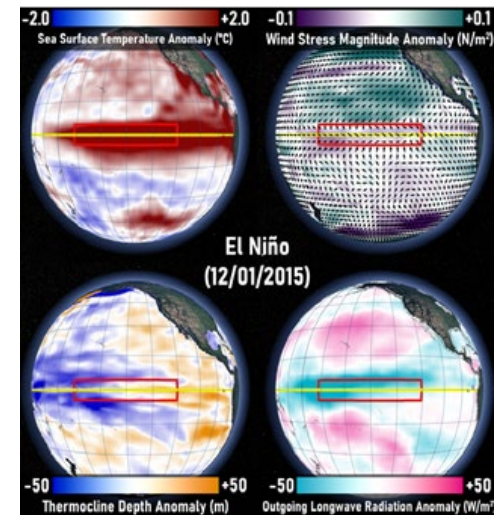 -2.0 +2.0
Sea Surface Temperature Anomaly (°C)
-0.1 +0.1
Wind Stress Magnitude Anomaly (N/m²)
El Niño
(12/01/2015)
-50 +50
Thermocline Depth Anomaly (m)
-50 +50
Outgoing Longwave Radiation Anomaly (W/m²